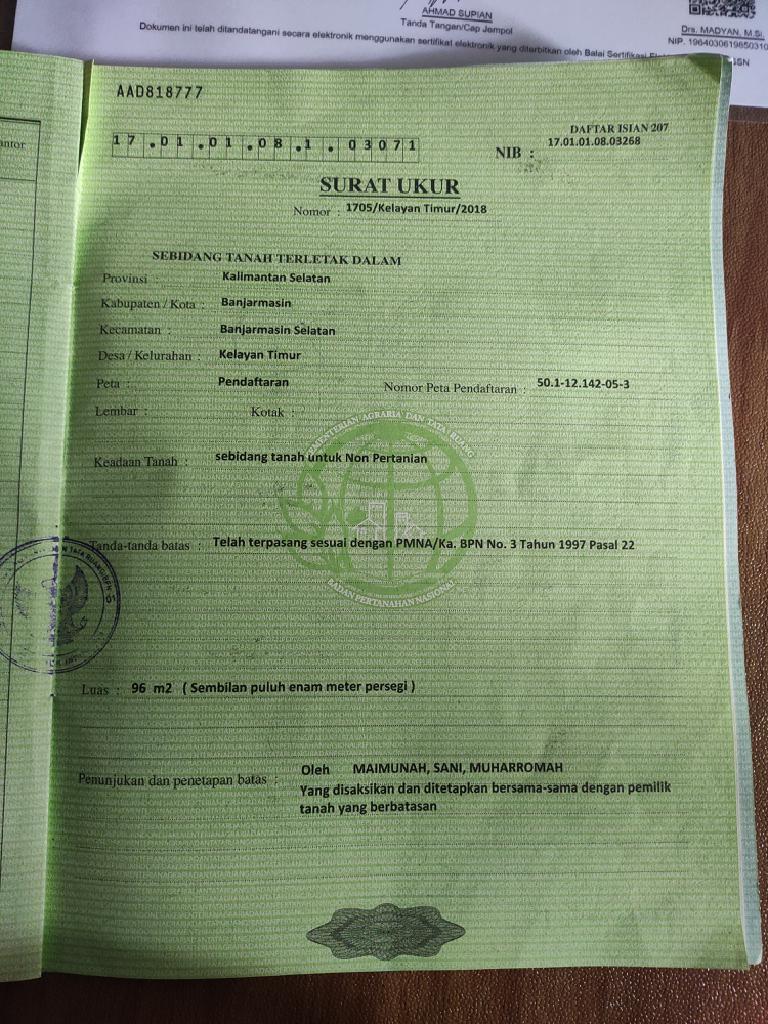 AHMAD SUPIAN
Tanda Tangan/Cap Jempol
Drs. MADYAN, M.Si.
Dokumen ini telah ditandatangani secara elektronik menggunakan sertifikat elektronik yang diterbitkan oleh Balai Sertifikasi
AAD818777
DAFTAR ISIAN 207
17.01.01.08.1.03071
NIB : 17.01.01.08.03268
SURAT UKUR
Nomor : 1705/Kelayan Timur/2018
SEBIDANG TANAH TERLETAK DALAM
Provinsi : Kalimantan Selatan
Kabupaten / Kota : Banjarmasin
Kecamatan : Banjarmasin Selatan
Desa / Kelurahan : Kelayan Timur
Peta : Pendaftaran Nomor Peta Pendaftaran : 50.1-12.142-05-3
Lembar : Kotak :
KEMENTERIAN AGRARIA DAN TATA RUANG
Keadaan Tanah : sebidang tanah untuk Non Pertanian
Tanda-tanda batas : Telah terpasang sesuai dengan PMNA/Ka. BPN No. 3 Tahun 1997 Pasal 22
BADAN PERTANAHAN NASIONAL
Luas : 96 m2 ( Sembilan puluh enam meter persegi )
Penunjukan dan penetapan batas : Oleh MAIMUNAH, SANI, MUHARROMAH
Yang disaksikan dan ditetapkan bersama-sama dengan pemilik
tanah yang berbatasan